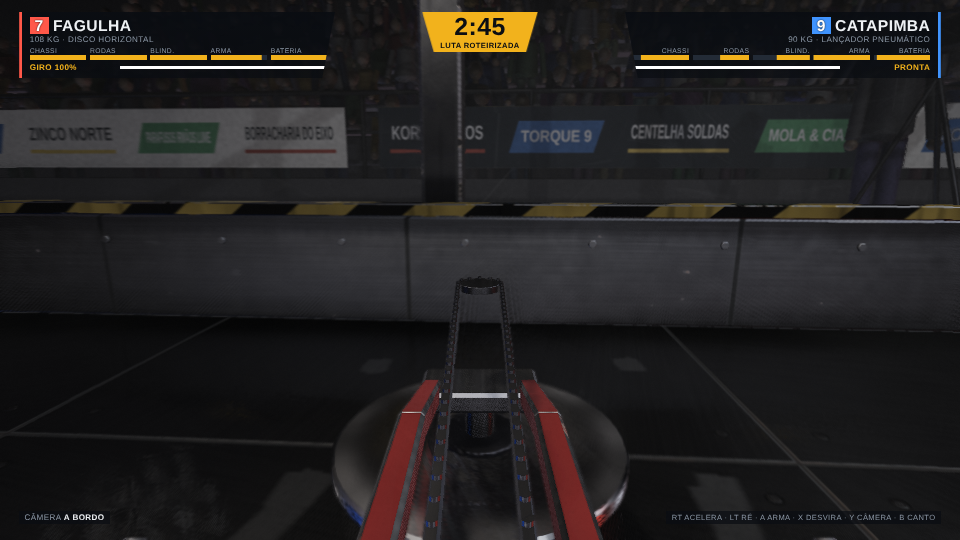 7 FAGULHA
108 KG · DISCO HORIZONTAL
CHASSI RODAS BLIND. ARMA BATERIA
GIRO 100%
2:45
LUTA ROTEIRIZADA
9 CATAPIMBA
90 KG · LANÇADOR PNEUMÁTICO
CHASSI RODAS BLIND. ARMA BATERIA
PRONTA
ZINCO NORTE
BORRACHARIA DO EIXO
KOR
OS
TORQUE 9
CENTELHA SOLDAS
MOLA & CIA
CÂMERA A BORDO
RT ACELERA · LT RÉ · A ARMA · X DESVIRA · Y CÂMERA · B CANTO